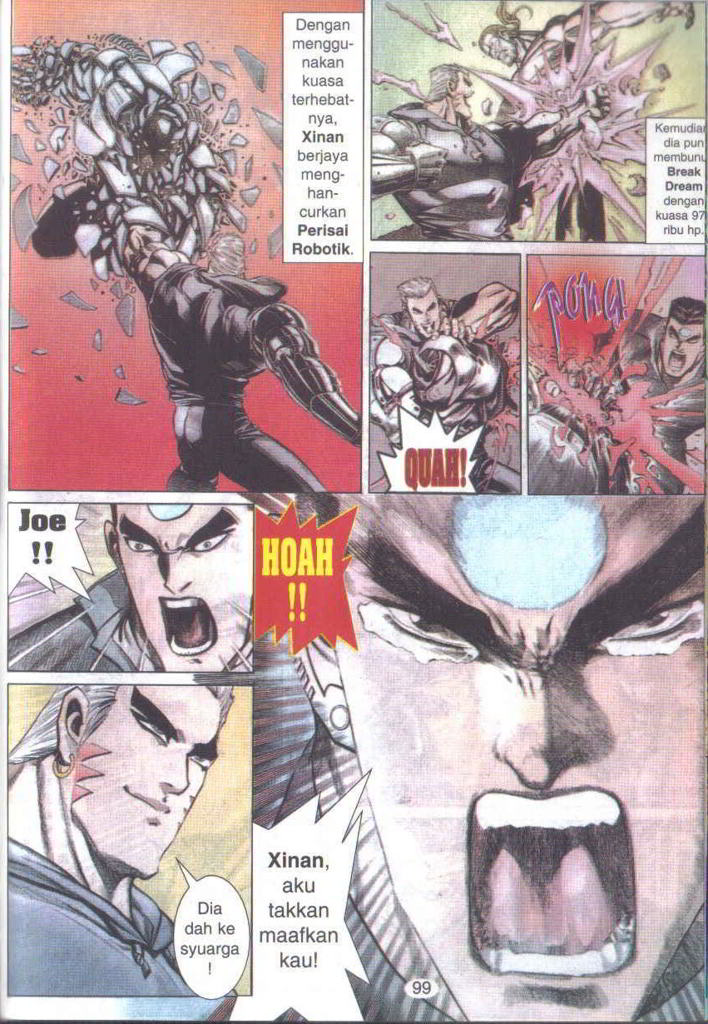 Dengan
menggu-
nakan
kuasa
terhebat-
nya,
Xinan
berjaya
meng-
han-
curkan
Perisai
Robotik.
Kemudian
dia pun
membunu
Break
Dream
dengan
kuasa 97
ribu hp.
QUAH!
PONG!
Joe
!!
HOAH
!!
Dia
dah ke
syuarga
!
Xinan,
aku
takkan
maafkan
kau!
99